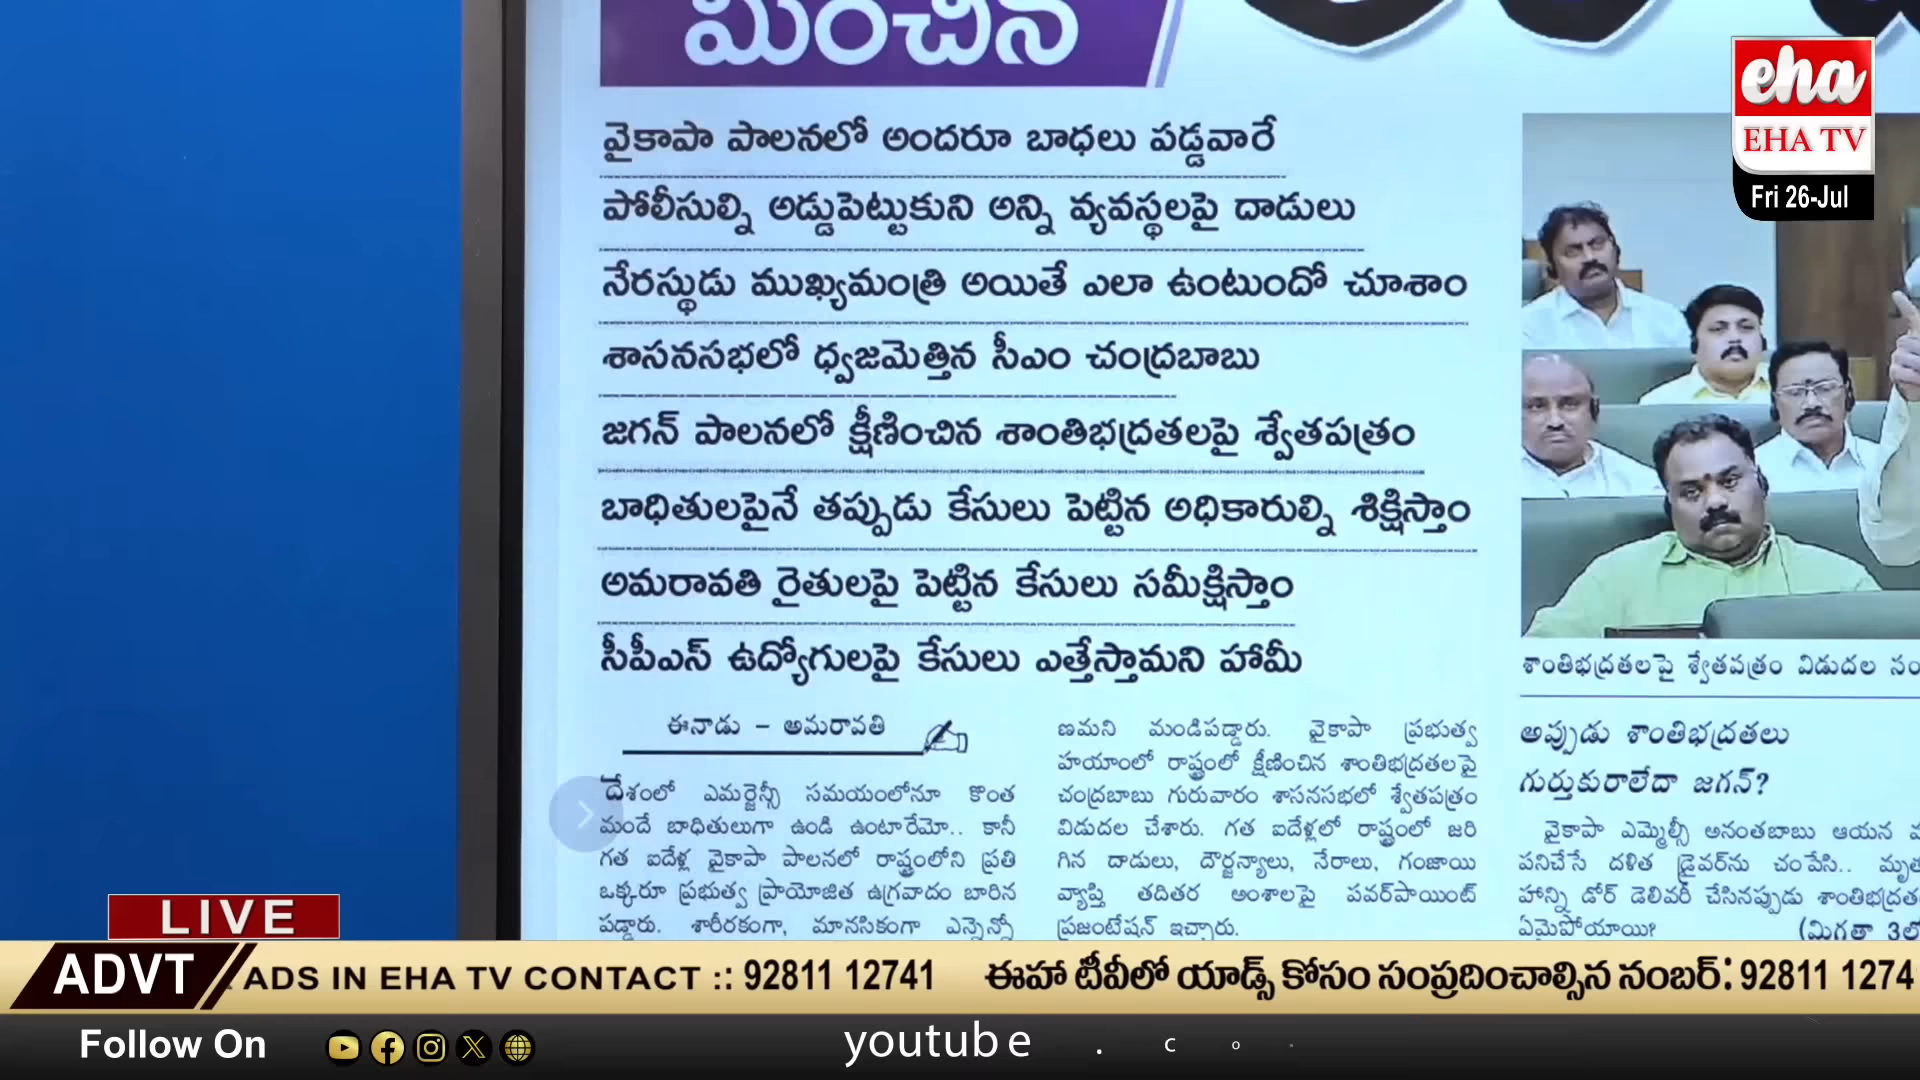 మించిన
eha
EHA TV
Fri 26-Jul
వైకాపా పాలనలో అందరూ బాధలు పడ్డవారే
పోలీసుల్ని అడ్డుపెట్టుకుని అన్ని వ్యవస్థలపై దాడులు
నేరస్థుడు ముఖ్యమంత్రి అయితే ఎలా ఉంటుందో చూశాం
శాసనసభలో ధ్వజమెత్తిన సీఎం చంద్రబాబు
జగన్ పాలనలో క్షీణించిన శాంతిభద్రతలపై శ్వేతపత్రం
బాధితులపైనే తప్పుడు కేసులు పెట్టిన అధికారుల్ని శిక్షిస్తాం
అమరావతి రైతులపై పెట్టిన కేసులు సమీక్షిస్తాం
సీపీఎస్ ఉద్యోగులపై కేసులు ఎత్తేస్తామని హామీ
ఈనాడు - అమరావతి
దేశంలో ఎమర్జెన్సీ సమయంలోనూ కొంత
మందే బాధితులుగా ఉండి ఉంటారేమో.. కానీ
గత ఐదేళ్ల వైకాపా పాలనలో రాష్ట్రంలోని ప్రతి
ఒక్కరూ ప్రభుత్వ ప్రాయోజిత ఉగ్రవాదం బారిన
పడ్డారు. శారీరకంగా, మానసికంగా ఎన్నెన్నో
ణమని మండిపడ్డారు. వైకాపా ప్రభుత్వ
హయాంలో రాష్ట్రంలో క్షీణించిన శాంతిభద్రతలపై
చంద్రబాబు గురువారం శాసనసభలో శ్వేతపత్రం
విడుదల చేశారు. గత ఐదేళ్లలో రాష్ట్రంలో జరి
గిన దాడులు, దౌర్జన్యాలు, నేరాలు, గంజాయి
వ్యాప్తి తదితర అంశాలపై పవర్‌పాయింట్
ప్రజంటేషన్ ఇచ్చారు.
శాంతిభద్రతలపై శ్వేతపత్రం విడుదల సం
అప్పుడు శాంతిభద్రతలు
గుర్తుకురాలేదా జగన్?
వైకాపా ఎమ్మెల్సీ అనంతబాబు ఆయన
పనిచేసే దళిత డ్రైవర్‌ను చంపేసి.. మృత
హాన్ని డోర్ డెలివరీ చేసినప్పుడు శాంతిభద్రత
ఏమైపోయాయి? (మిగతా 3లో
LIVE
ADVT ADS IN EHA TV CONTACT :: 92811 12741 ఈహా టీవీలో యాడ్స్ కోసం సంప్రదించాల్సిన నంబర్: 92811 1274
Follow On youtube . c o